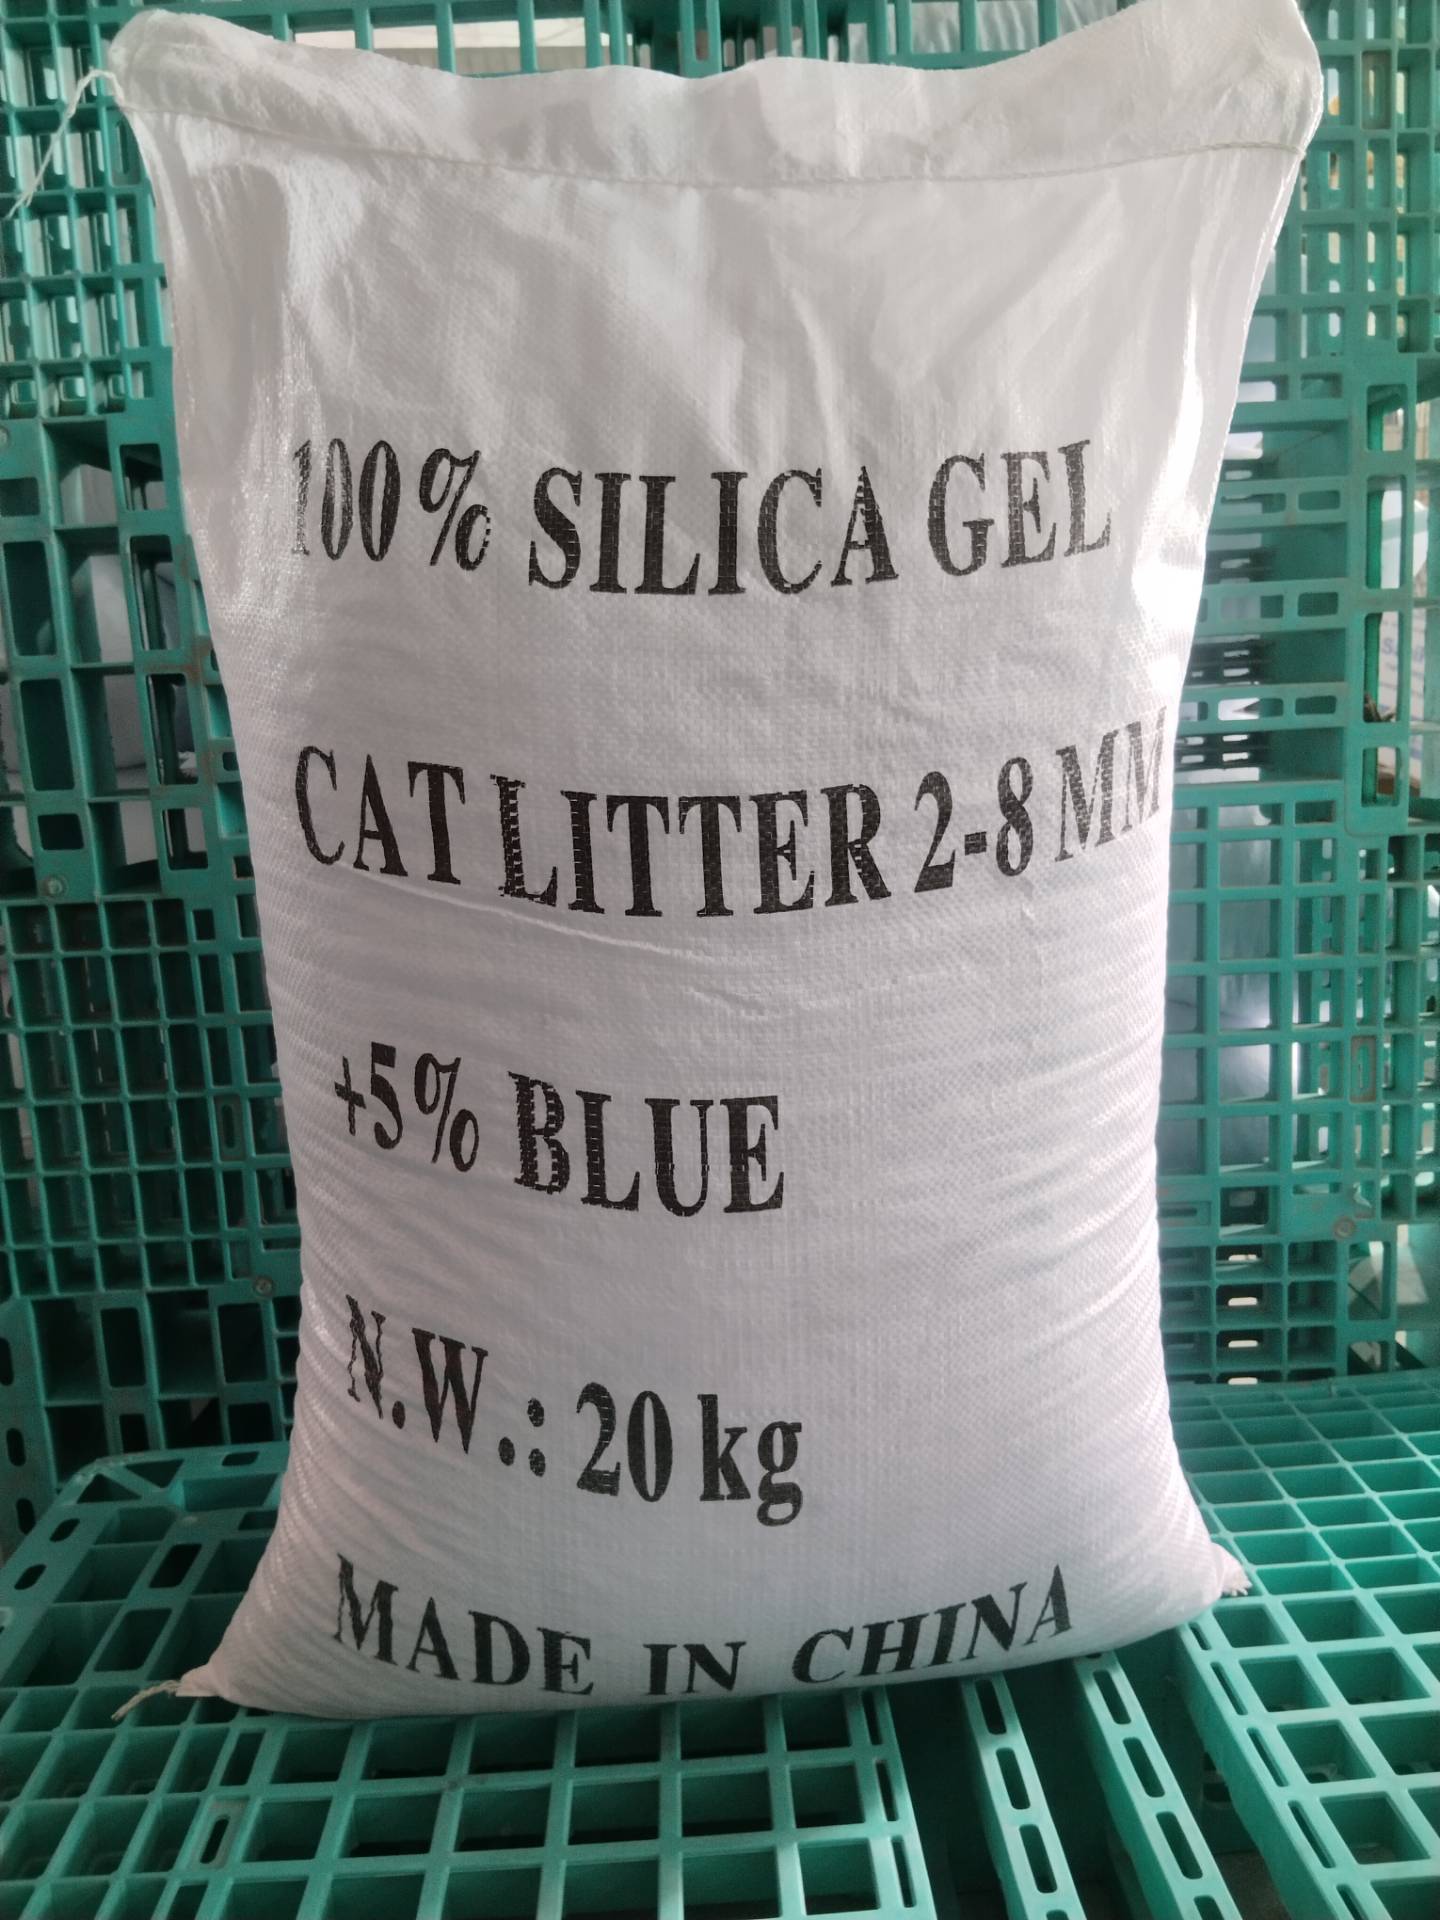 100% SILICA GEL
CAT LITTER 2-8 MM
+5% BLUE
N.W.: 20 kg
MADE IN CHINA